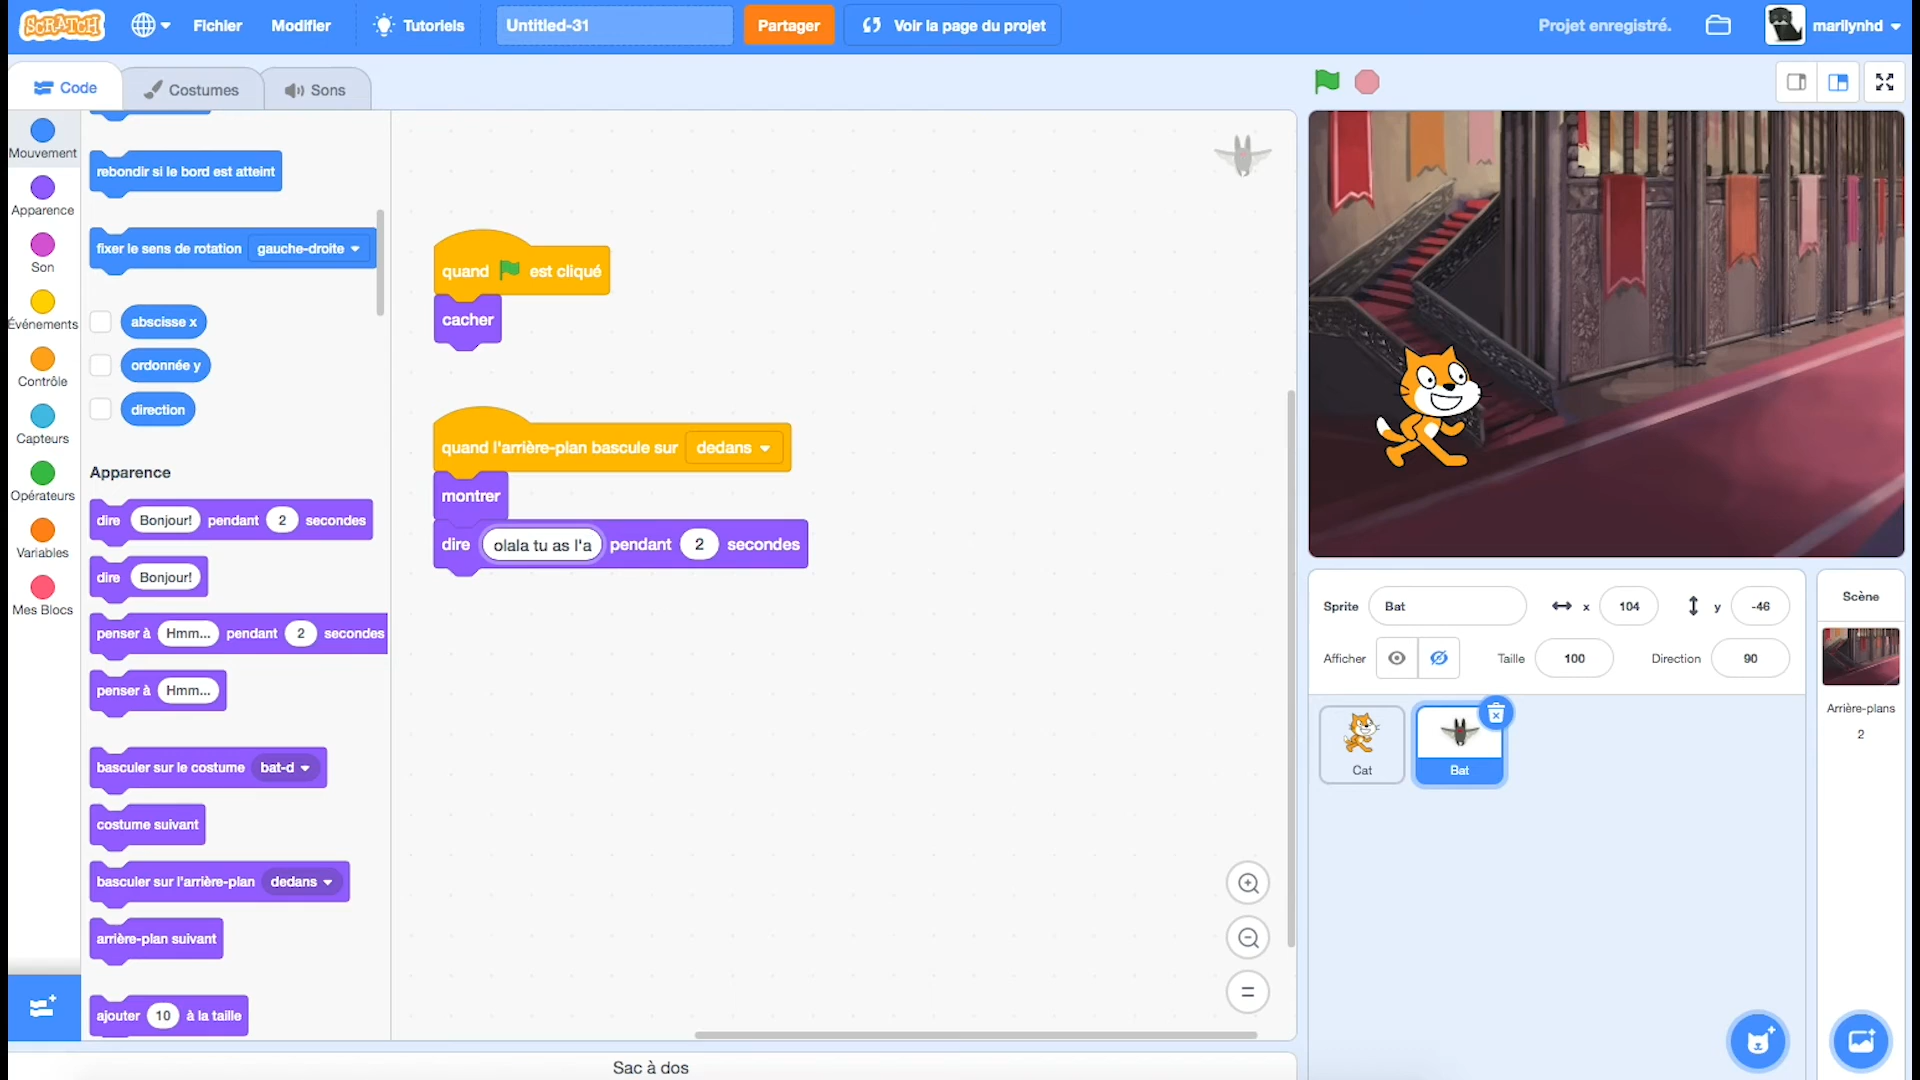 SCRATCH
Fichier
Modifier
Tutoriels
Untitled-31
Partager
Voir la page du projet
Projet enregistré.
marilynhd
Code
Costumes
Sons
Mouvement
Apparence
Son
Événements
Contrôle
Capteurs
Opérateurs
Variables
Mes Blocs
rebondir si le bord est atteint
fixer le sens de rotation gauche-droite
abscisse x
ordonnée y
direction
Apparence
dire Bonjour! pendant 2 secondes
dire Bonjour!
penser à Hmm... pendant 2 secondes
penser à Hmm...
basculer sur le costume bat-d
costume suivant
basculer sur l'arrière-plan dedans
arrière-plan suivant
ajouter 10 à la taille
quand est cliqué
cacher
quand l'arrière-plan bascule sur dedans
montrer
dire olala tu as l'a pendant 2 secondes
Sac à dos
Sprite Bat x 104 y -46
Afficher Taille 100 Direction 90
Cat
Bat
Scène
Arrière-plans
2